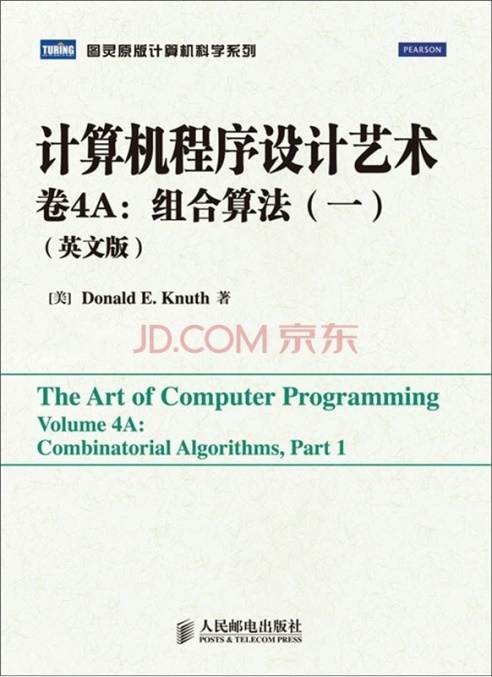 TURING 图灵原版计算机科学系列 PEARSON
计算机程序设计艺术
卷4A：组合算法（一）
（英文版）
[美] Donald E. Knuth 著
JD.COM 京东
The Art of Computer Programming
Volume 4A:
Combinatorial Algorithms, Part 1
人民邮电出版社
POSTS & TELECOM PRESS